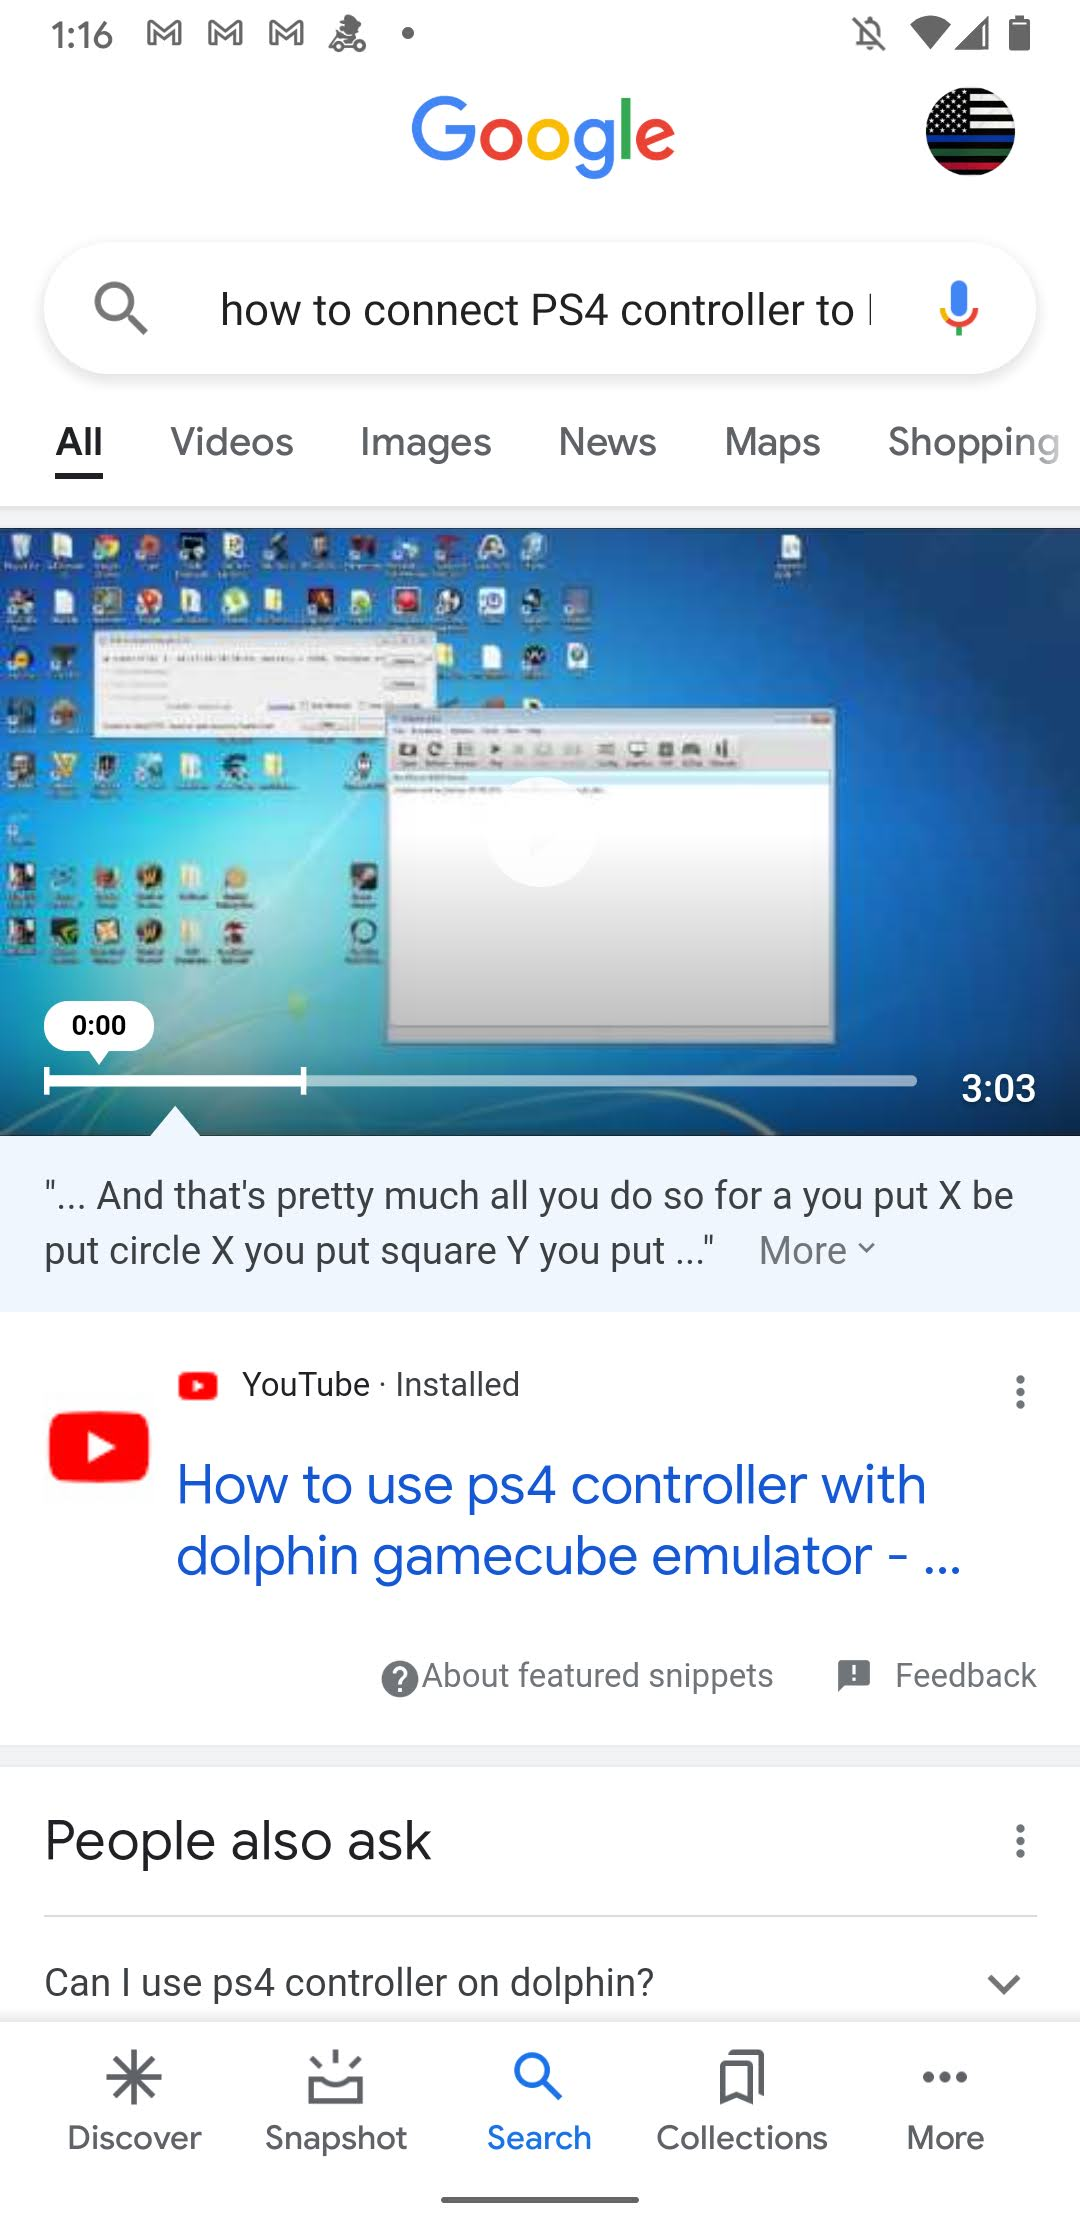 1:16
Google
how to connect PS4 controller to
All Videos Images News Maps Shopping
0:00
3:03
"... And that's pretty much all you do so for a you put X be
put circle X you put square Y you put ..." More
YouTube · Installed
How to use ps4 controller with
dolphin gamecube emulator - ...
About featured snippets Feedback
People also ask
Can I use ps4 controller on dolphin?
Discover Snapshot Search Collections More